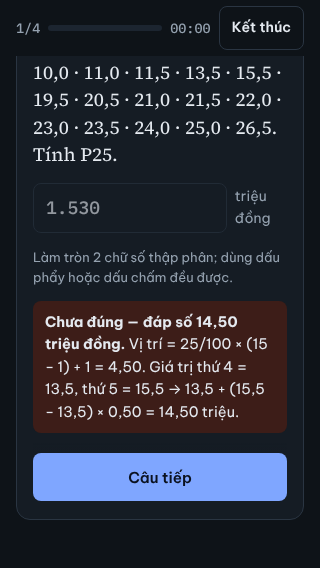 1/4 00:00 Kết thúc
10,0 · 11,0 · 11,5 · 13,5 · 15,5 ·
19,5 · 20,5 · 21,0 · 21,5 · 22,0 ·
23,0 · 23,5 · 24,0 · 25,0 · 26,5.
Tính P25.
1.530 triệu
đồng
Làm tròn 2 chữ số thập phân; dùng dấu
phẩy hoặc dấu chấm đều được.
Chưa đúng — đáp số 14,50
triệu đồng. Vị trí = 25/100 × (15
− 1) + 1 = 4,50. Giá trị thứ 4 =
13,5, thứ 5 = 15,5 → 13,5 + (15,5
− 13,5) × 0,50 = 14,50 triệu.
Câu tiếp